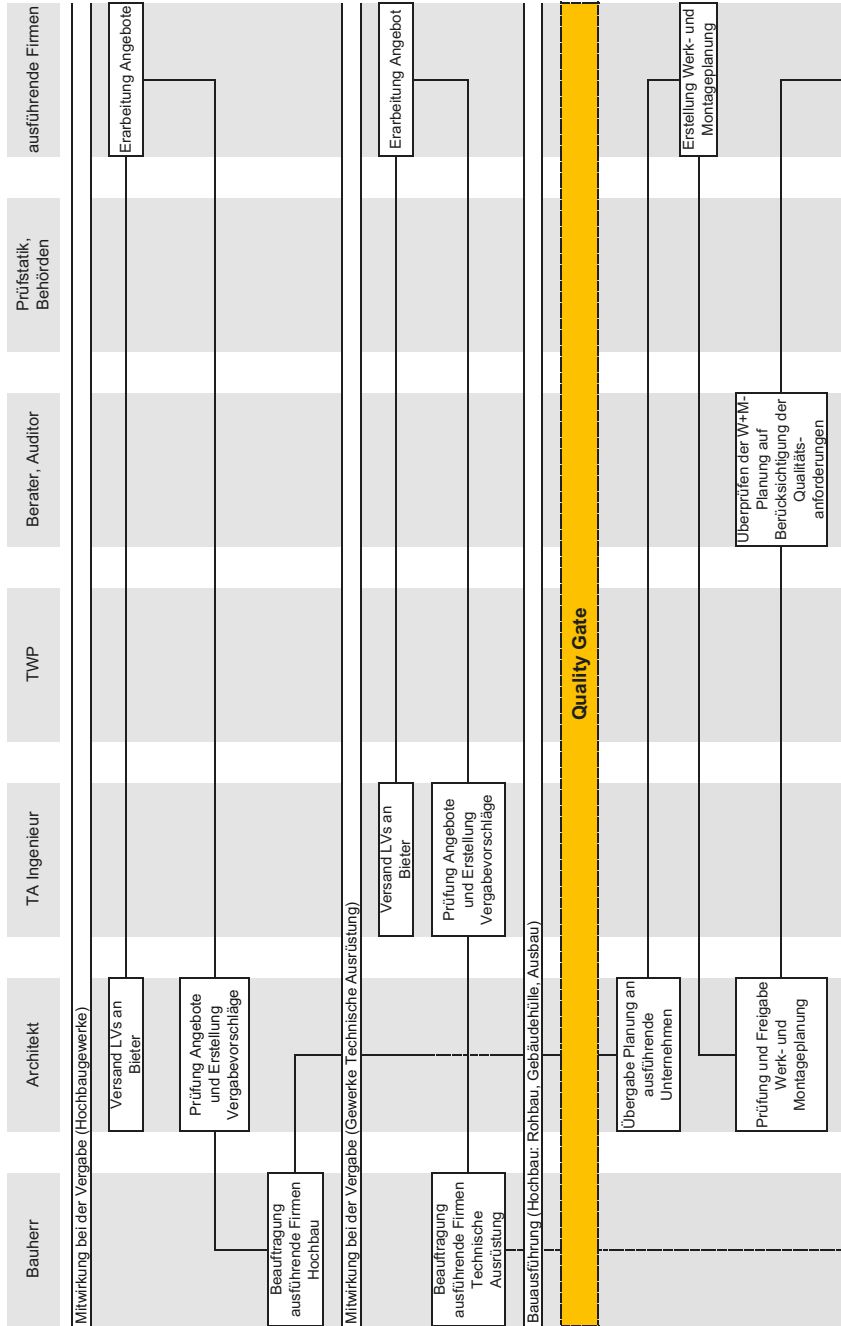 Bauherr
Architekt
TA Ingenieur
TWP
Berater, Auditor
Prüfstatik,
Behörden
ausführende Firmen
Mitwirkung bei der Vergabe (Hochbaugewerke)
Versand LVs an
Bieter
Erarbeitung Angebote
Prüfung Angebote
und Erstellung
Vergabevorschläge
Beauftragung
ausführende Firmen
Hochbau
Mitwirkung bei der Vergabe (Gewerke Technische Ausrüstung)
Versand LVs an
Bieter
Erarbeitung Angebot
Beauftragung
ausführende Firmen
Technische
Ausrüstung
Prüfung Angebote
und Erstellung
Vergabevorschläge
Bauausführung (Hochbau: Rohbau, Gebäudehülle, Ausbau)
Quality Gate
Übergabe Planung an
ausführende
Unternehmen
Erstellung Werk- und
Montageplanung
Prüfung und Freigabe
Werk- und
Montageplanung
Überprüfen der W+M-
Planung auf
Berücksichtigung der
Qualitäts-
anforderungen